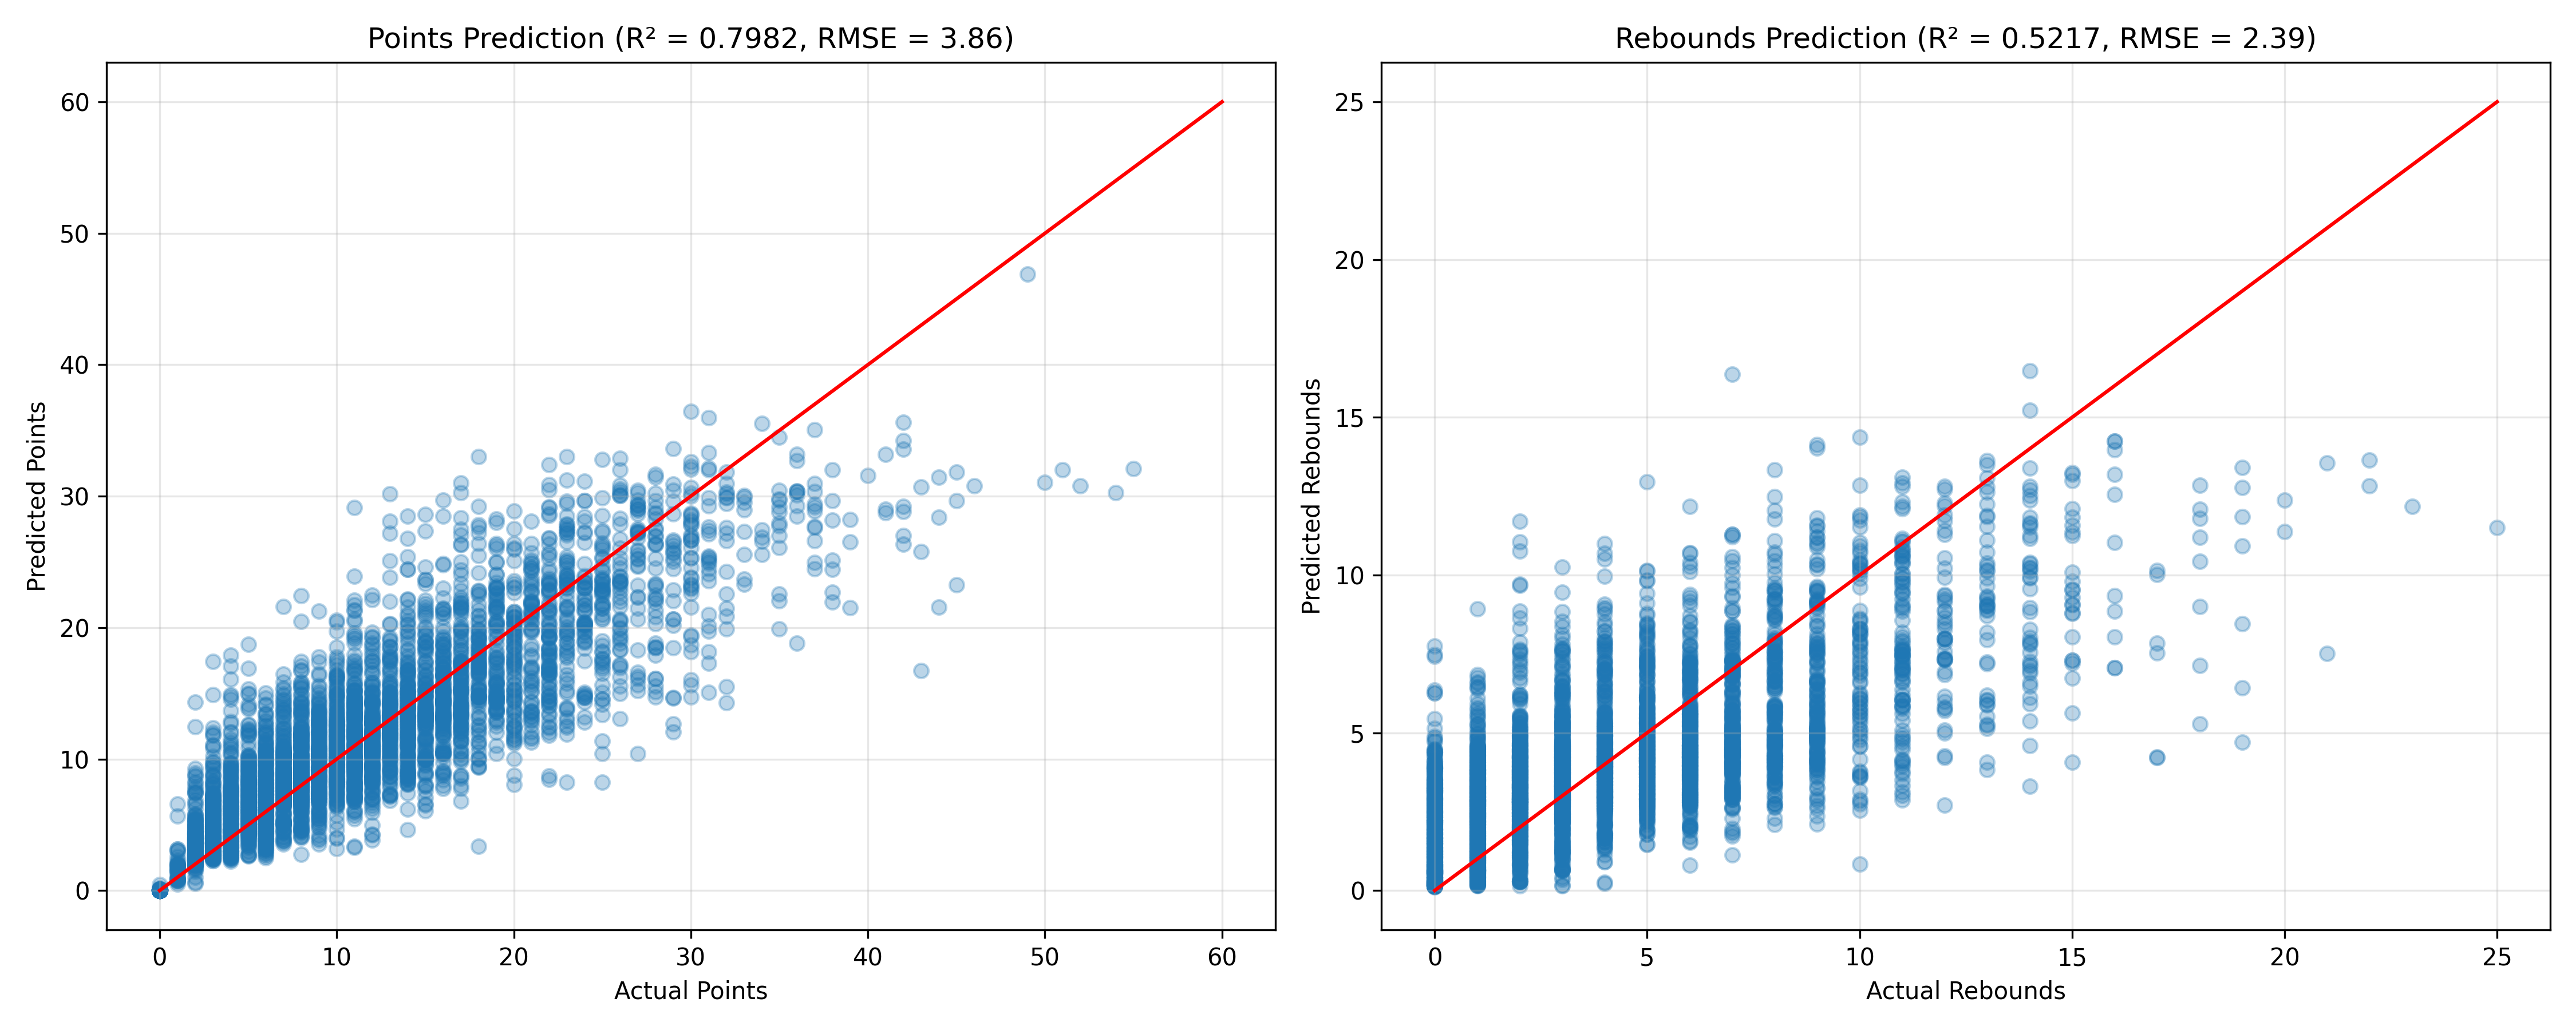 Points Prediction (R² = 0.7982, RMSE = 3.86)
60
50
40
30
20
10
0
Predicted Points
0 10 20 30 40 50 60
Actual Points
Rebounds Prediction (R² = 0.5217, RMSE = 2.39)
25
20
15
10
5
0
Predicted Rebounds
0 5 10 15 20 25
Actual Rebounds